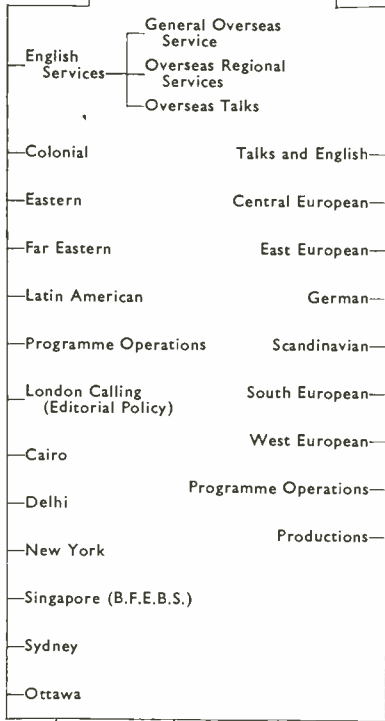 General Overseas
Service
English
Services
Overseas Regional
Services
Overseas Talks
Colonial
Eastern
Far Eastern
Latin American
Programme Operations
London Calling
(Editorial Policy)
Cairo
Delhi
New York
Singapore (B.F.E.B.S.)
Sydney
Ottawa
Talks and English
Central European
East European
German
Scandinavian
South European
West European
Programme Operations
Productions